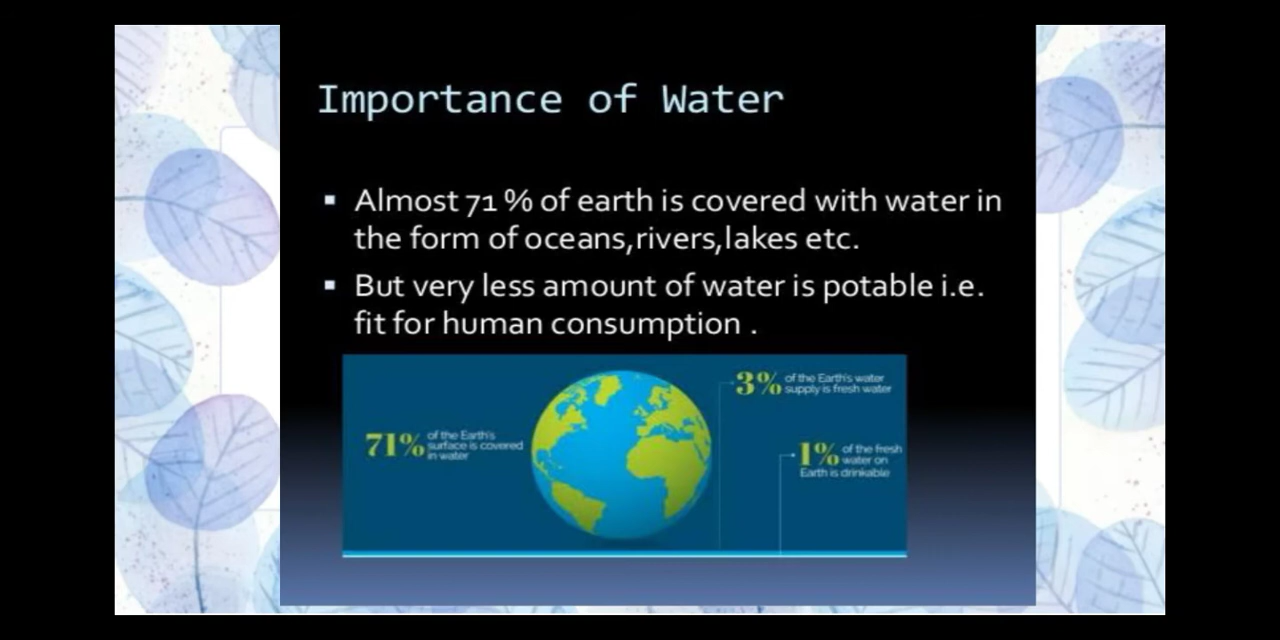 Importance of Water
▪ Almost 71 % of earth is covered with water in
the form of oceans,rivers,lakes etc.
▪ But very less amount of water is potable i.e.
fit for human consumption .
71% of the Earth's
surface is covered
in water
3% of the Earth's water
supply is fresh water
1% of the fresh
water on
Earth is drinkable